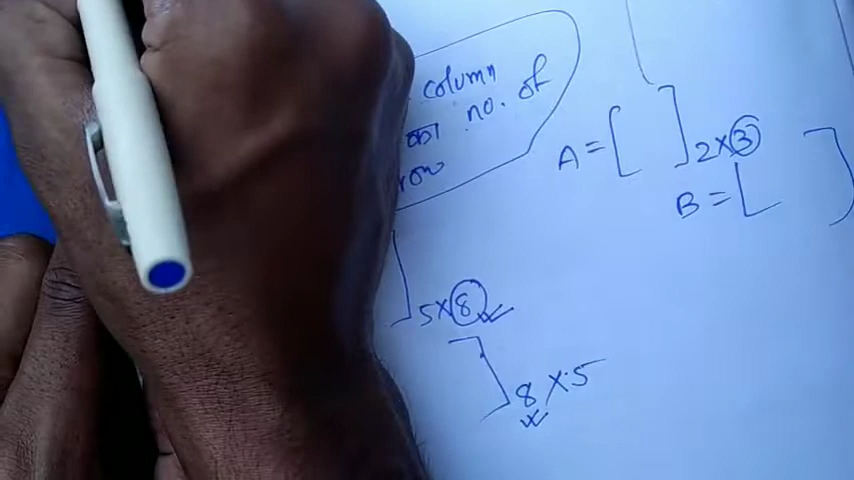 column
का no. of
row
A = [ ] 2×3
B = [ ]
] 5×8
] 8×5